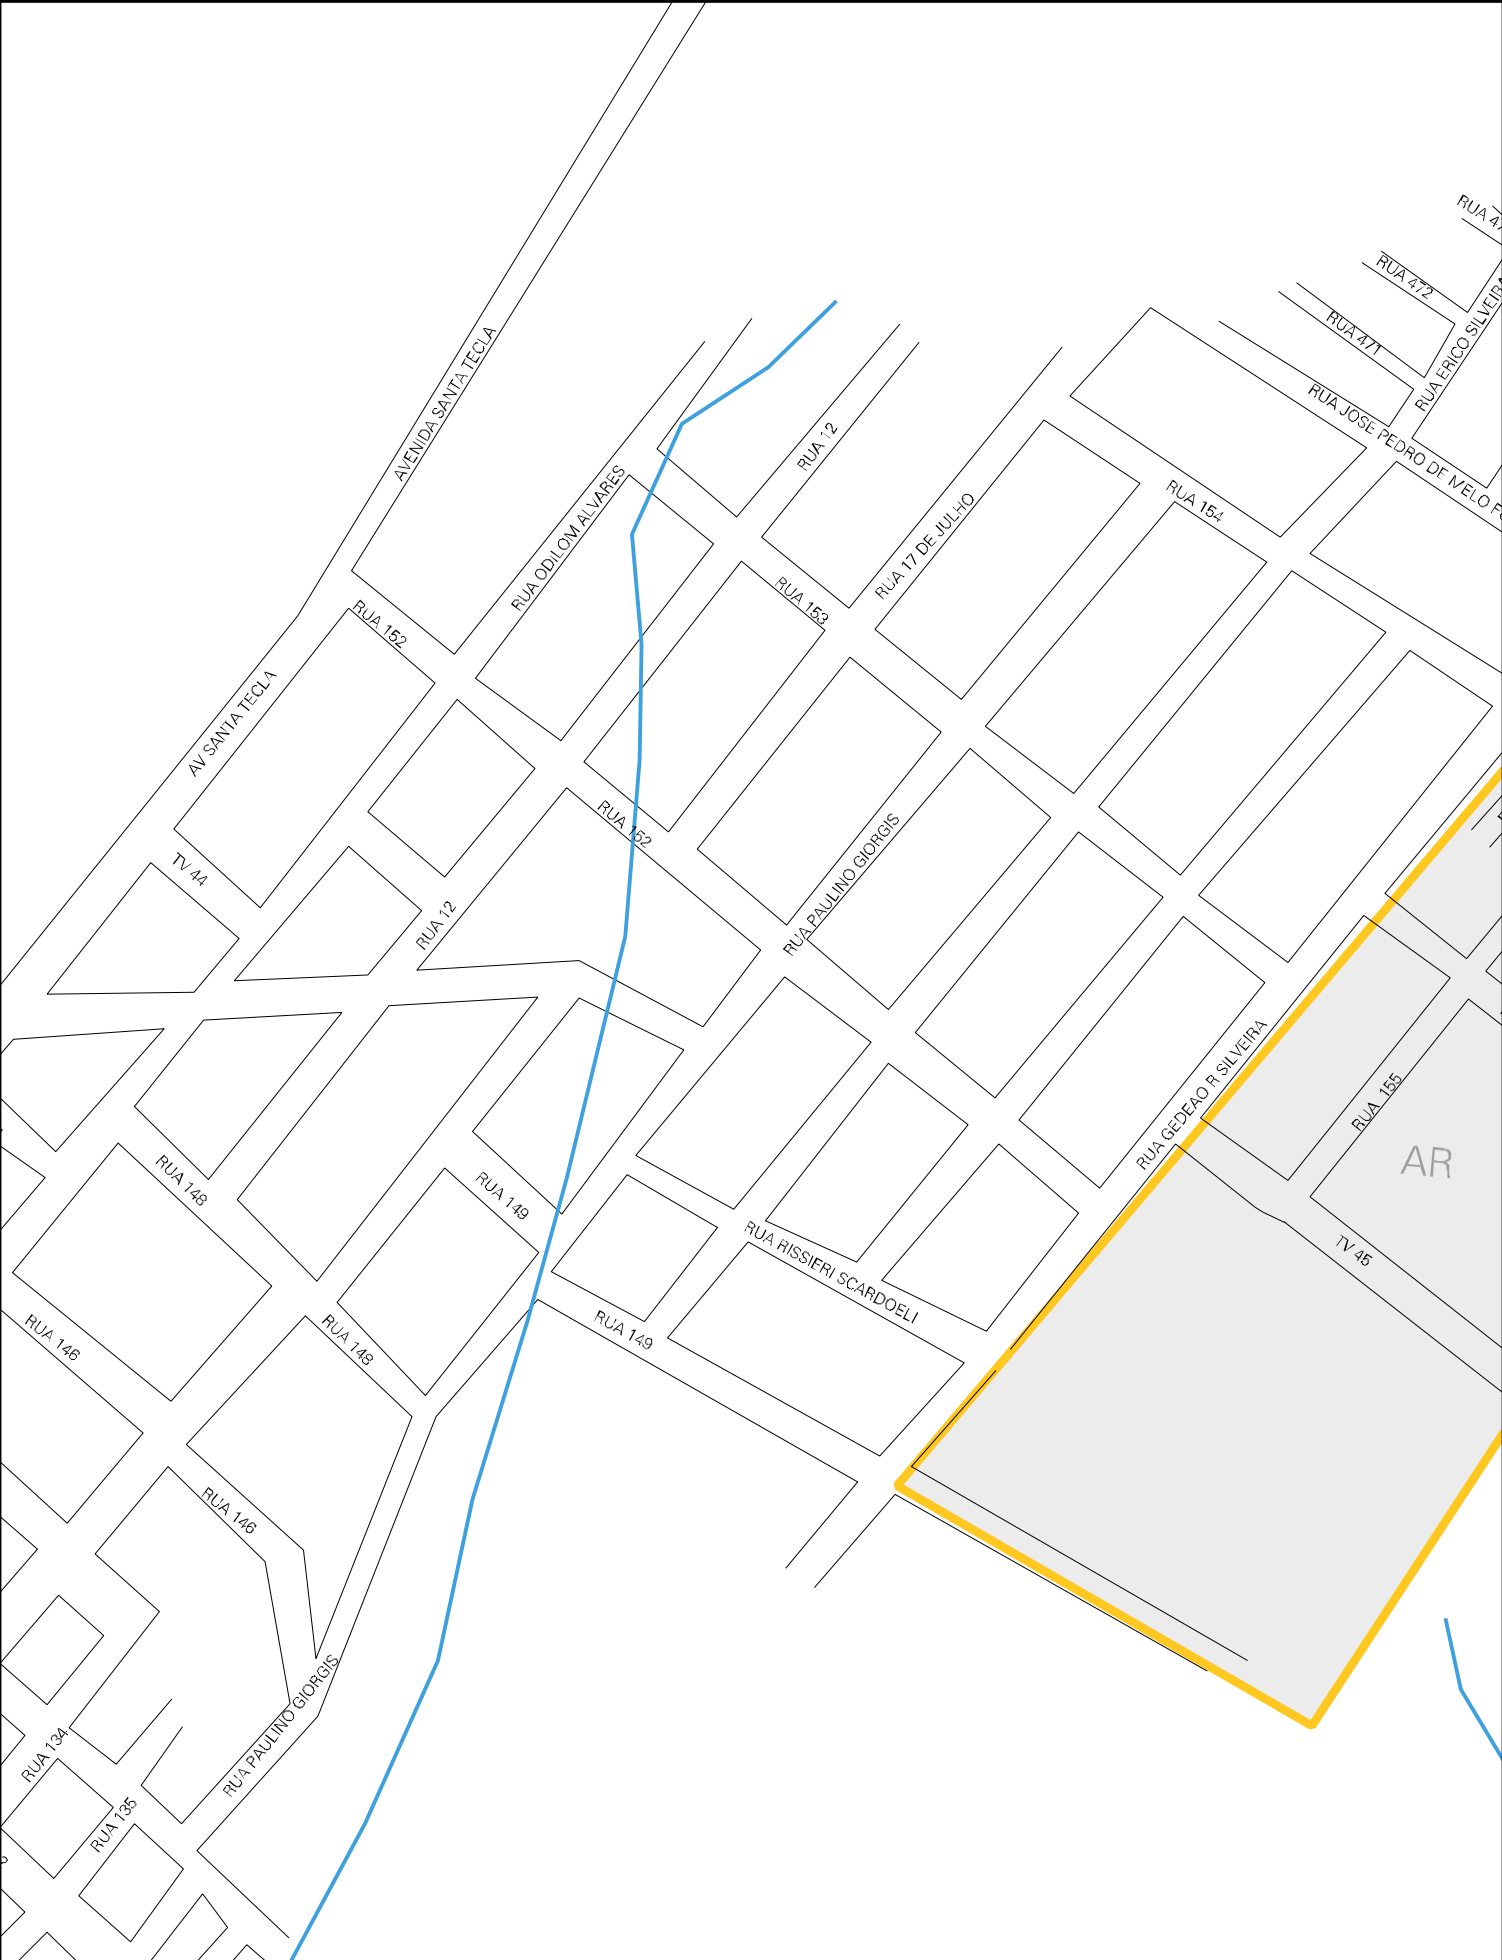 RUA 472
RUA 471
RUA ERICO SILVEIRA
AVENIDA SANTA TECLA
RUA JOSE PEDRO DE MELO
RUA 12
RUA ODILOM ALVARES
RUA 154
RUA 17 DE JULHO
RUA 153
RUA 152
AV SANTA TECLA
RUA 152
RUA PAULINO GIORGIS
TV 44
RUA 12
RUA GEDEAO R SILVEIRA
RUA 155
AR
RUA 148
RUA 149
RUA RISSIERI SCARDOELI
TV 45
RUA 146
RUA 148
RUA 149
RUA 146
RUA PAULINO GIORGIS
RUA 134
RUA 135